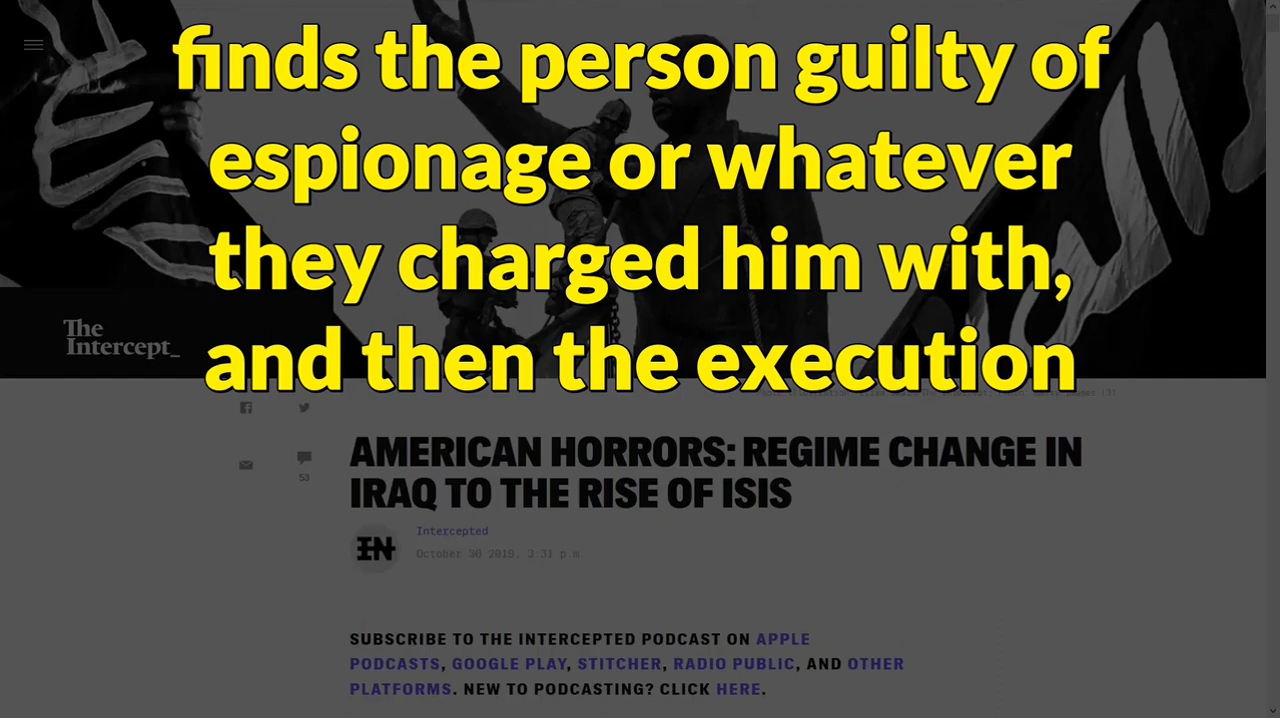 finds the person guilty of
espionage or whatever
they charged him with,
and then the execution
The
Intercept_
53
AMERICAN HORRORS: REGIME CHANGE IN
IRAQ TO THE RISE OF ISIS
IN
Intercepted
October 30 2019, 3:31 p.m.
SUBSCRIBE TO THE INTERCEPTED PODCAST ON APPLE
PODCASTS, GOOGLE PLAY, STITCHER, RADIO PUBLIC, AND OTHER
PLATFORMS. NEW TO PODCASTING? CLICK HERE.